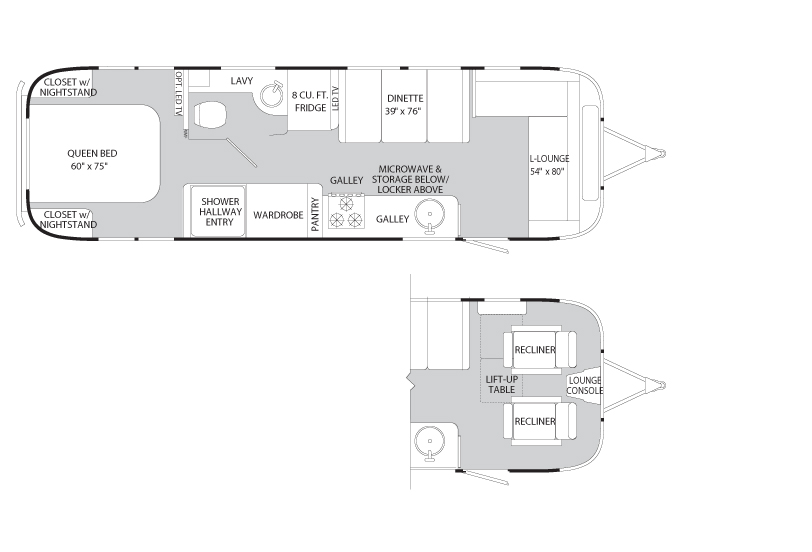 CLOSET w/
NIGHTSTAND
OPT. LED TV
LAVY
8 CU. FT.
FRIDGE
LED TV
DINETTE
39" x 76"
QUEEN BED
60" x 75"
L-LOUNGE
54" x 80"
MICROWAVE &
STORAGE BELOW/
LOCKER ABOVE
GALLEY
CLOSET w/
NIGHTSTAND
SHOWER
HALLWAY
ENTRY
WARDROBE
PANTRY
GALLEY
RECLINER
LIFT-UP
TABLE
LOUNGE
CONSOLE
RECLINER